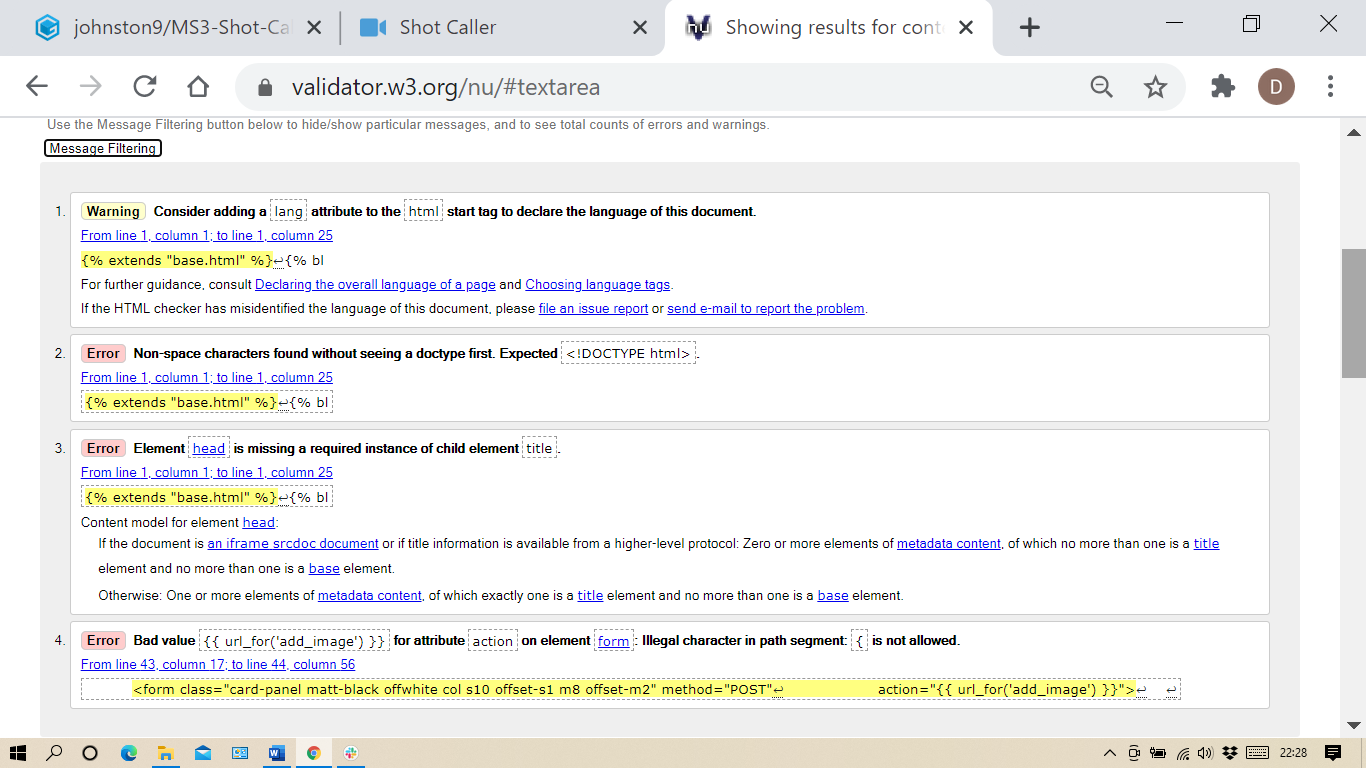 johnston9/MS3-Shot-Ca
Shot Caller
Showing results for cont
validator.w3.org/nu/#textarea
D
Use the Message Filtering button below to hide/show particular messages, and to see total counts of errors and warnings.
Message Filtering
1. Warning Consider adding a lang attribute to the html start tag to declare the language of this document.
From line 1, column 1; to line 1, column 25
{% extends "base.html" %}↩{% bl
For further guidance, consult Declaring the overall language of a page and Choosing language tags.
If the HTML checker has misidentified the language of this document, please file an issue report or send e-mail to report the problem.
2. Error Non-space characters found without seeing a doctype first. Expected <!DOCTYPE html>.
From line 1, column 1; to line 1, column 25
{% extends "base.html" %}↩{% bl
3. Error Element head is missing a required instance of child element title.
From line 1, column 1; to line 1, column 25
{% extends "base.html" %}↩{% bl
Content model for element head:
If the document is an iframe srcdoc document or if title information is available from a higher-level protocol: Zero or more elements of metadata content, of which no more than one is a title
element and no more than one is a base element.
Otherwise: One or more elements of metadata content, of which exactly one is a title element and no more than one is a base element.
4. Error Bad value {{ url_for('add_image') }} for attribute action on element form: Illegal character in path segment: { is not allowed.
From line 43, column 17; to line 44, column 56
<form class="card-panel matt-black offwhite col s10 offset-s1 m8 offset-m2" method="POST"↩ action="{{ url_for('add_image') }}">↩ ↩
22:28